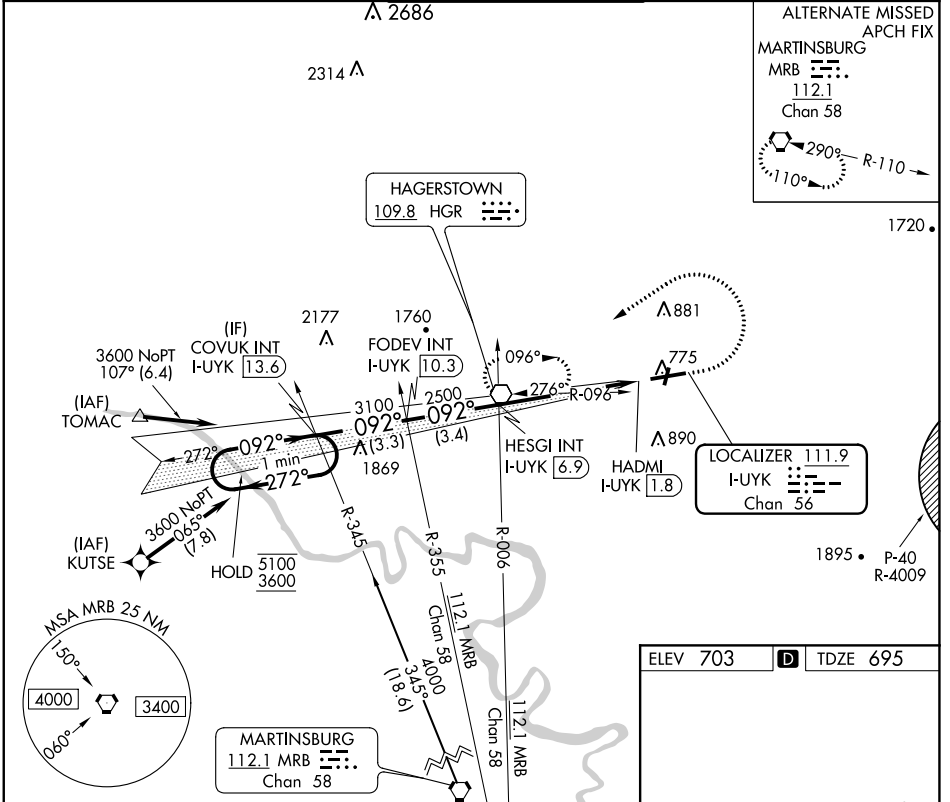 2686
2314
ALTERNATE MISSED
APCH FIX
MARTINSBURG
MRB
112.1
Chan 58
290°
R-110
110°
HAGERSTOWN
109.8 HGR
1720
2177
1760
881
(IF)
COVUK INT
I-UYK 13.6
FODEV INT
I-UYK 10.3
3600 NoPT
107° (6.4)
096°
775
276°
R-096
(IAF)
TOMAC
3100
2500
092°
092°
092°
(3.3)
(3.4)
272°
1 min
272°
1869
HESGI INT
I-UYK 6.9
HADMI
I-UYK 1.8
890
LOCALIZER 111.9
I-UYK
Chan 56
3600 NoPT
065°
(7.8)
(IAF)
KUTSE
HOLD 5100
3600
R-345
R-355
R-006
1895
P-40
R-4009
112.1 MRB
Chan 58
4000
345°
(18.6)
112.1 MRB
Chan 58
MSA MRB 25 NM
150°
4000
3400
060°
MARTINSBURG
112.1 MRB
Chan 58
ELEV 703
D
TDZE 695